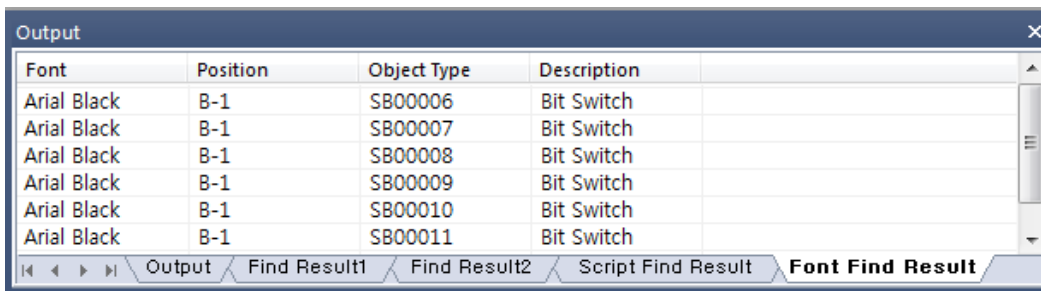 Output
Font Position Object Type Description
Arial Black B-1 SB00006 Bit Switch
Arial Black B-1 SB00007 Bit Switch
Arial Black B-1 SB00008 Bit Switch
Arial Black B-1 SB00009 Bit Switch
Arial Black B-1 SB00010 Bit Switch
Arial Black B-1 SB00011 Bit Switch
Output Find Result1 Find Result2 Script Find Result Font Find Result